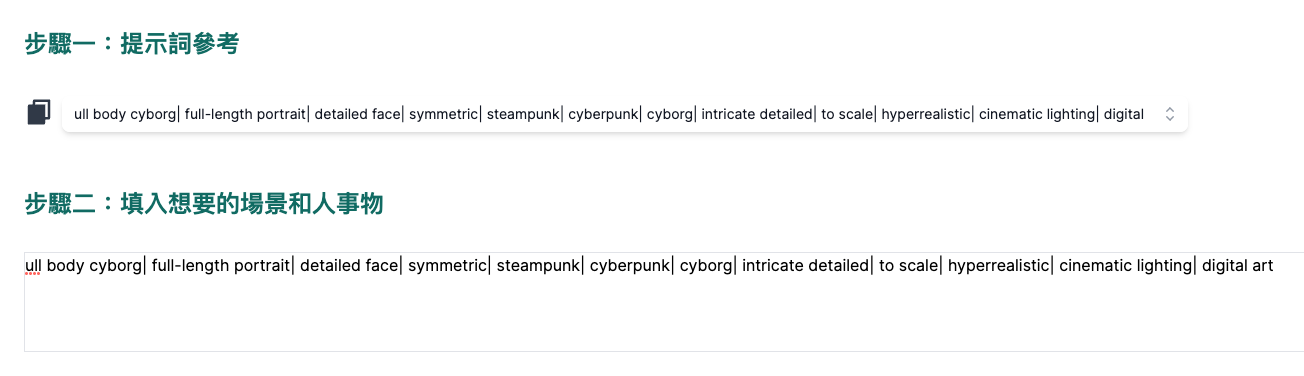 步驟一：提示詞參考
ull body cyborg| full-length portrait| detailed face| symmetric| steampunk| cyberpunk| cyborg| intricate detailed| to scale| hyperrealistic| cinematic lighting| digital
步驟二：填入想要的場景和人事物
ull body cyborg| full-length portrait| detailed face| symmetric| steampunk| cyberpunk| cyborg| intricate detailed| to scale| hyperrealistic| cinematic lighting| digital art